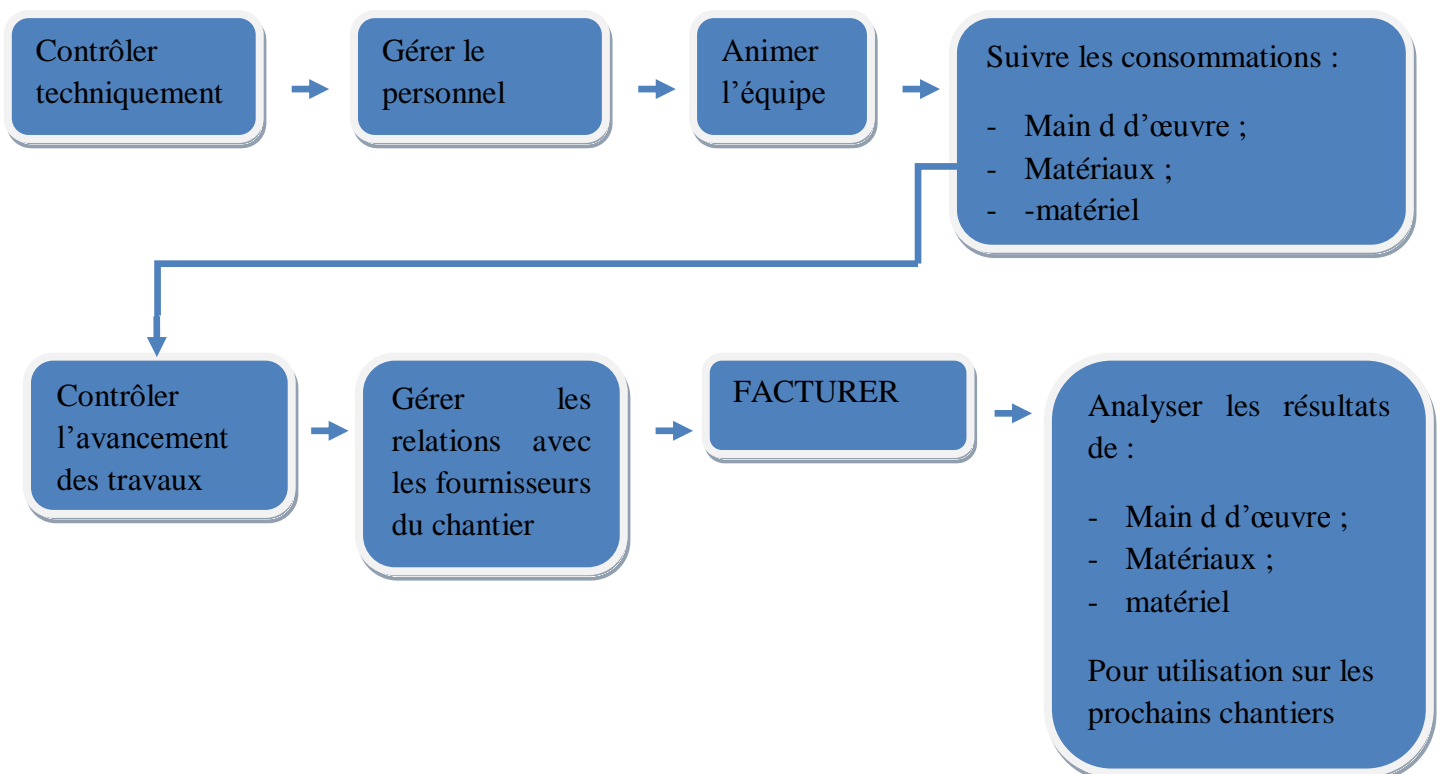 Contrôler
techniquement
Gérer le
personnel
Animer
l’équipe
Suivre les consommations :
- Main d d’œuvre ;
- Matériaux ;
- -matériel
Contrôler
l’avancement
des travaux
Gérer les
relations avec
les fournisseurs
du chantier
FACTURER
Analyser les résultats
de :
- Main d d’œuvre ;
- Matériaux ;
- matériel
Pour utilisation sur les
prochains chantiers